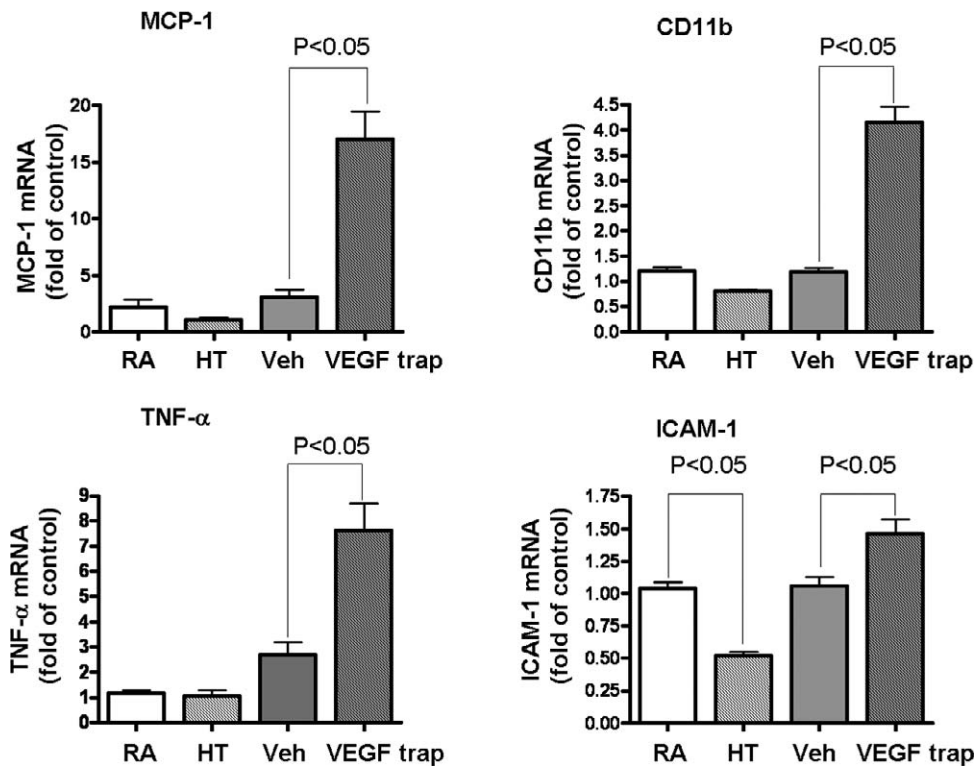 MCP-1
P<0.05
MCP-1 mRNA
(fold of control)
20
15
10
5
0
RA HT Veh VEGF trap
CD11b
P<0.05
CD11b mRNA
(fold of control)
4.5
4.0
3.5
3.0
2.5
2.0
1.5
1.0
0.5
0.0
RA HT Veh VEGF trap
TNF-α
P<0.05
TNF-α mRNA
(fold of control)
9
8
7
6
5
4
3
2
1
0
RA HT Veh VEGF trap
ICAM-1
P<0.05 P<0.05
ICAM-1 mRNA
(fold of control)
1.75
1.50
1.25
1.00
0.75
0.50
0.25
0.00
RA HT Veh VEGF trap